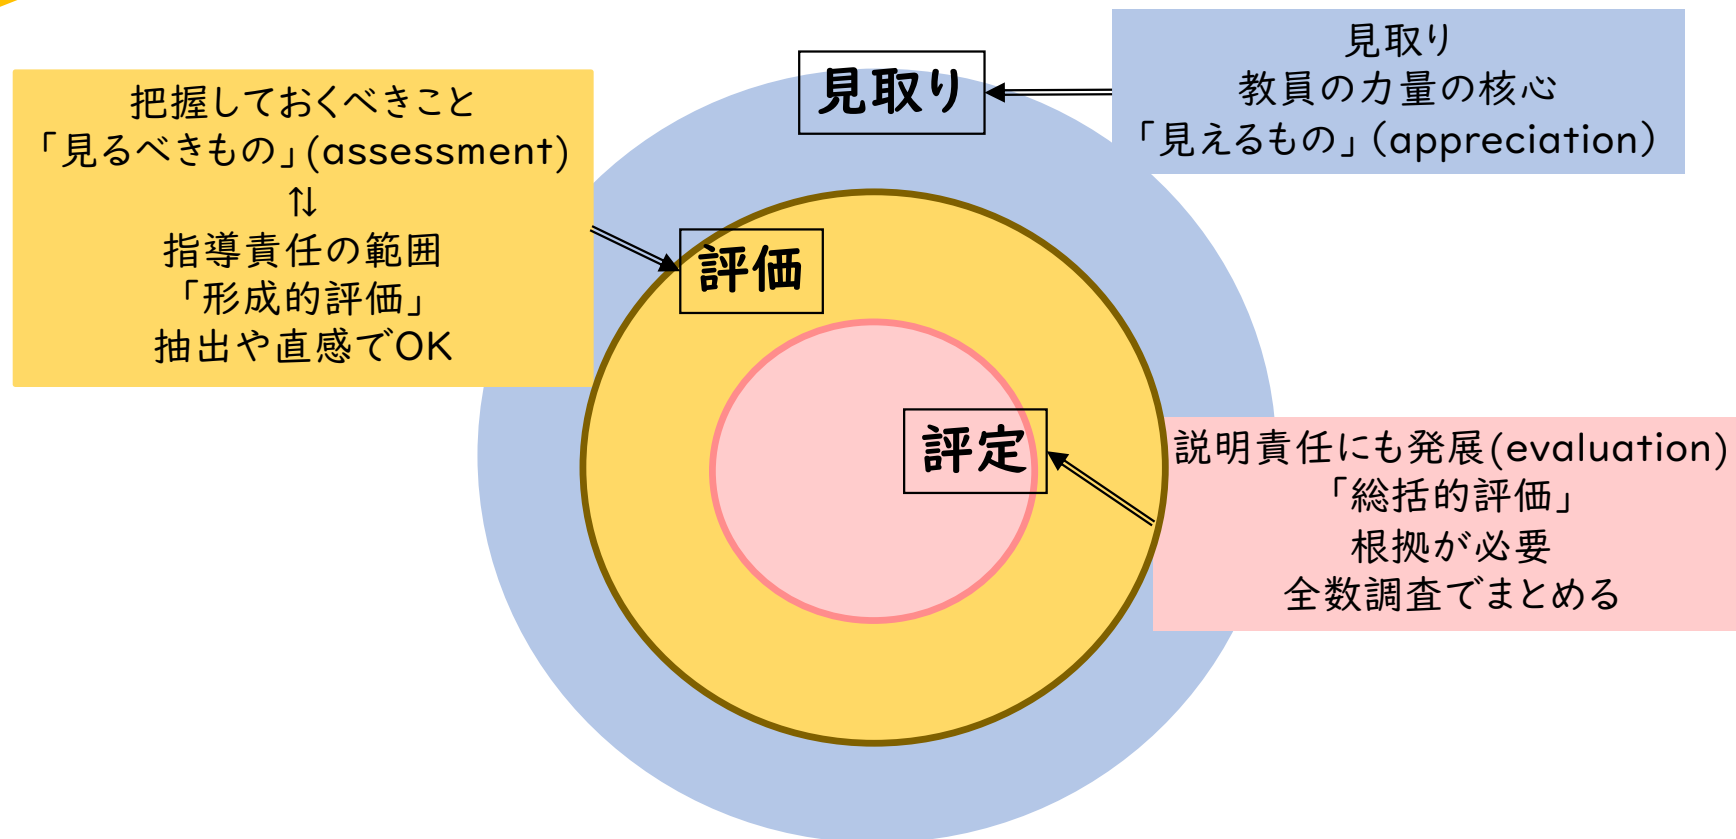 見取り
教員の力量の核心
「見えるもの」(appreciation)
見取り
把握しておくべきこと
「見るべきもの」(assessment)
⇅
指導責任の範囲
「形成的評価」
抽出や直感でOK
評価
評定
説明責任にも発展(evaluation)
「総括的評価」
根拠が必要
全数調査でまとめる